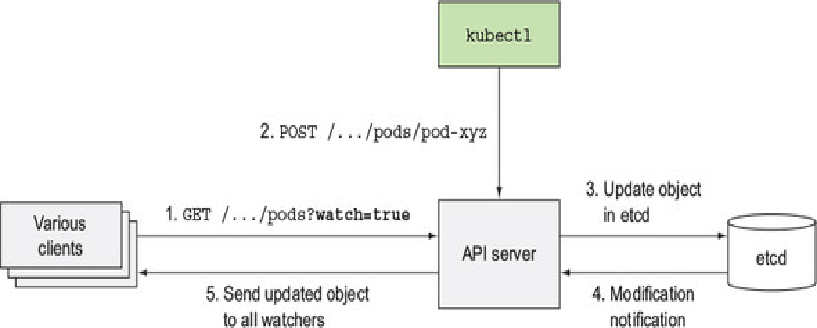 kubectl
2. POST /.../pods/pod-xyz
3. Update object
in etcd
1. GET /.../pods?watch=true
Various
clients
API server
etcd
5. Send updated object
to all watchers
4. Modification
notification